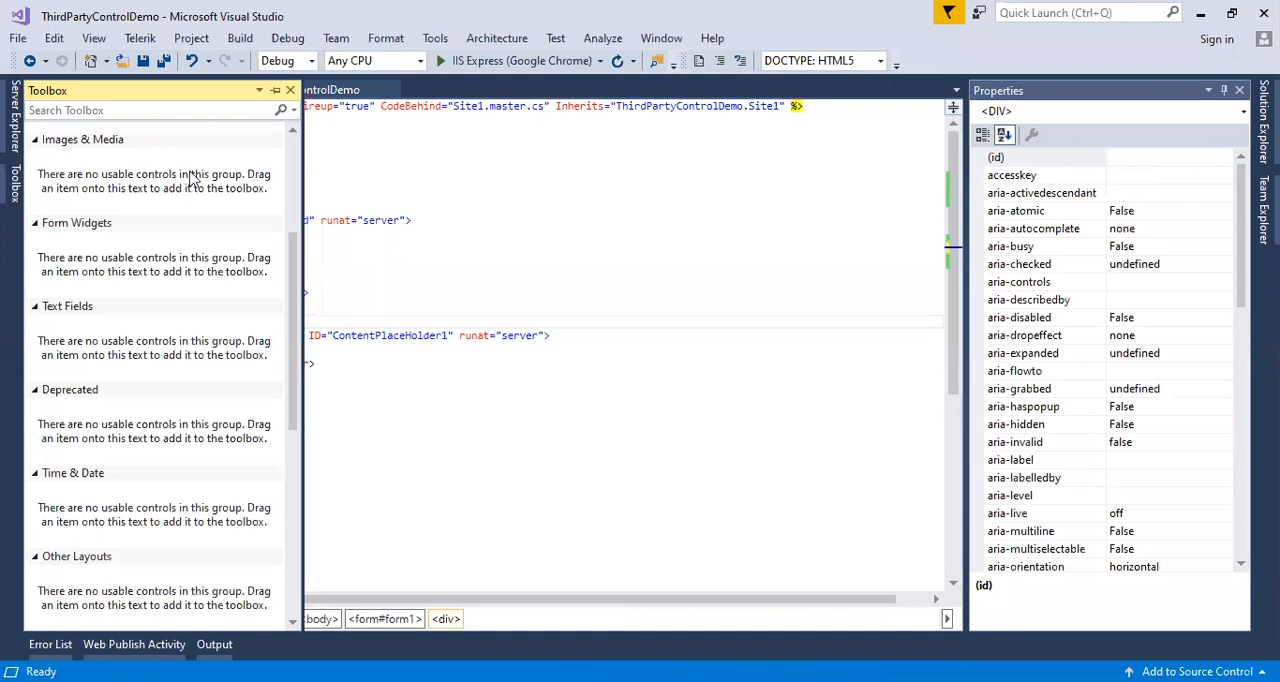 ThirdPartyControlDemo - Microsoft Visual Studio
Quick Launch (Ctrl+Q)
File Edit View Telerik Project Build Debug Team Format Tools Architecture Test Analyze Window Help
Sign in
Debug Any CPU IIS Express (Google Chrome) DOCTYPE: HTML5
Server Explorer
Toolbox
Toolbox
Search Toolbox
Images & Media
There are no usable controls in this group. Drag
an item onto this text to add it to the toolbox.
Form Widgets
There are no usable controls in this group. Drag
an item onto this text to add it to the toolbox.
Text Fields
There are no usable controls in this group. Drag
an item onto this text to add it to the toolbox.
Deprecated
There are no usable controls in this group. Drag
an item onto this text to add it to the toolbox.
Time & Date
There are no usable controls in this group. Drag
an item onto this text to add it to the toolbox.
Other Layouts
There are no usable controls in this group. Drag
an item onto this text to add it to the toolbox.
ontrolDemo
ireup="true" CodeBehind="Site1.master.cs" Inherits="ThirdPartyControlDemo.Site1" %>
d" runat="server">
>
ID="ContentPlaceHolder1" runat="server">
r>
<body> <form#form1> <div>
Properties
<DIV>
(id)
accesskey
aria-activedescendant
aria-atomic False
aria-autocomplete none
aria-busy False
aria-checked undefined
aria-controls
aria-describedby
aria-disabled False
aria-dropeffect none
aria-expanded undefined
aria-flowto
aria-grabbed undefined
aria-haspopup False
aria-hidden False
aria-invalid false
aria-label
aria-labelledby
aria-level
aria-live off
aria-multiline False
aria-multiselectable False
aria-orientation horizontal
(id)
Solution Explorer
Team Explorer
Error List Web Publish Activity Output
Ready
Add to Source Control